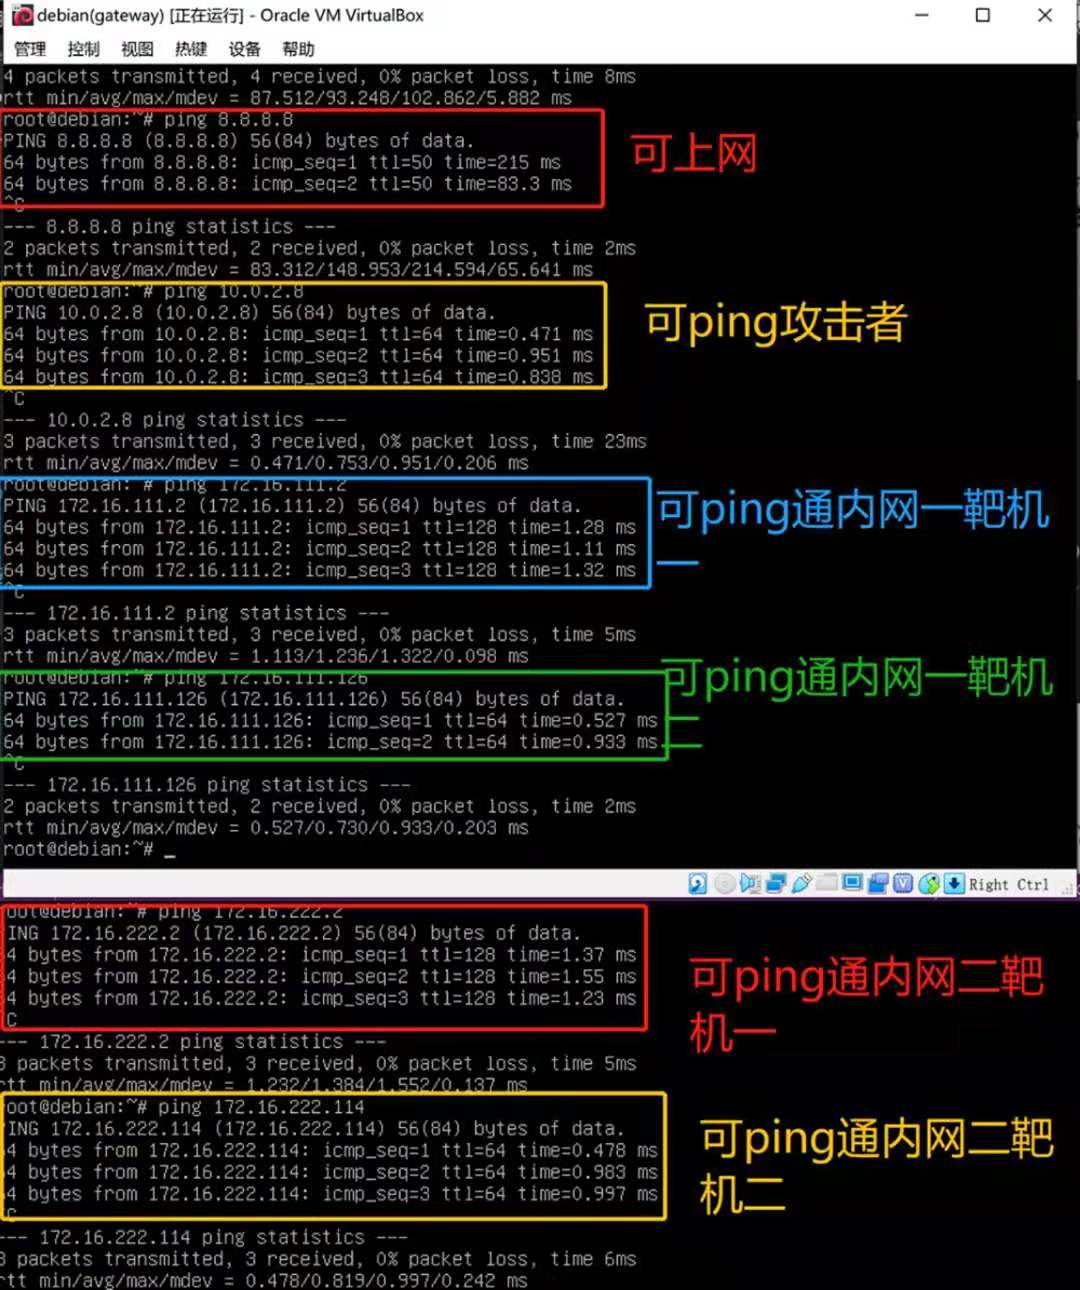 debian(gateway) [正在运行] - Oracle VM VirtualBox
管理 控制 视图 热键 设备 帮助
4 packets transmitted, 4 received, 0% packet loss, time 8ms
rtt min/avg/max/mdev = 87.512/93.248/102.862/5.882 ms
root@debian:~# ping 8.8.8.8
PING 8.8.8.8 (8.8.8.8) 56(84) bytes of data.
64 bytes from 8.8.8.8: icmp_seq=1 ttl=50 time=215 ms
64 bytes from 8.8.8.8: icmp_seq=2 ttl=50 time=83.3 ms
^C
可上网
--- 8.8.8.8 ping statistics ---
2 packets transmitted, 2 received, 0% packet loss, time 2ms
rtt min/avg/max/mdev = 83.312/148.953/214.594/65.641 ms
root@debian:~# ping 10.0.2.8
PING 10.0.2.8 (10.0.2.8) 56(84) bytes of data.
64 bytes from 10.0.2.8: icmp_seq=1 ttl=64 time=0.471 ms
64 bytes from 10.0.2.8: icmp_seq=2 ttl=64 time=0.951 ms
64 bytes from 10.0.2.8: icmp_seq=3 ttl=64 time=0.838 ms
^C
可ping攻击者
--- 10.0.2.8 ping statistics ---
3 packets transmitted, 3 received, 0% packet loss, time 23ms
rtt min/avg/max/mdev = 0.471/0.753/0.951/0.206 ms
root@debian:~# ping 172.16.111.2
PING 172.16.111.2 (172.16.111.2) 56(84) bytes of data.
64 bytes from 172.16.111.2: icmp_seq=1 ttl=128 time=1.28 ms
64 bytes from 172.16.111.2: icmp_seq=2 ttl=128 time=1.11 ms
64 bytes from 172.16.111.2: icmp_seq=3 ttl=128 time=1.32 ms
^C
可ping通内网一靶机
一
--- 172.16.111.2 ping statistics ---
3 packets transmitted, 3 received, 0% packet loss, time 5ms
rtt min/avg/max/mdev = 1.113/1.236/1.322/0.098 ms
root@debian:~# ping 172.16.111.126
PING 172.16.111.126 (172.16.111.126) 56(84) bytes of data.
64 bytes from 172.16.111.126: icmp_seq=1 ttl=64 time=0.527 ms
64 bytes from 172.16.111.126: icmp_seq=2 ttl=64 time=0.933 ms
^C
可ping通内网一靶机
二
--- 172.16.111.126 ping statistics ---
2 packets transmitted, 2 received, 0% packet loss, time 2ms
rtt min/avg/max/mdev = 0.527/0.730/0.933/0.203 ms
root@debian:~# _
Right Ctrl
oot@debian:~# ping 172.16.222.2
ING 172.16.222.2 (172.16.222.2) 56(84) bytes of data.
4 bytes from 172.16.222.2: icmp_seq=1 ttl=128 time=1.37 ms
4 bytes from 172.16.222.2: icmp_seq=2 ttl=128 time=1.55 ms
4 bytes from 172.16.222.2: icmp_seq=3 ttl=128 time=1.23 ms
C
可ping通内网二靶
机一
--- 172.16.222.2 ping statistics ---
3 packets transmitted, 3 received, 0% packet loss, time 5ms
rtt min/avg/max/mdev = 1.232/1.384/1.552/0.137 ms
oot@debian:~# ping 172.16.222.114
ING 172.16.222.114 (172.16.222.114) 56(84) bytes of data.
4 bytes from 172.16.222.114: icmp_seq=1 ttl=64 time=0.478 ms
4 bytes from 172.16.222.114: icmp_seq=2 ttl=64 time=0.983 ms
4 bytes from 172.16.222.114: icmp_seq=3 ttl=64 time=0.997 ms
C
可ping通内网二靶
机二
--- 172.16.222.114 ping statistics ---
3 packets transmitted, 3 received, 0% packet loss, time 6ms
rtt min/avg/max/mdev = 0.478/0.819/0.997/0.242 ms